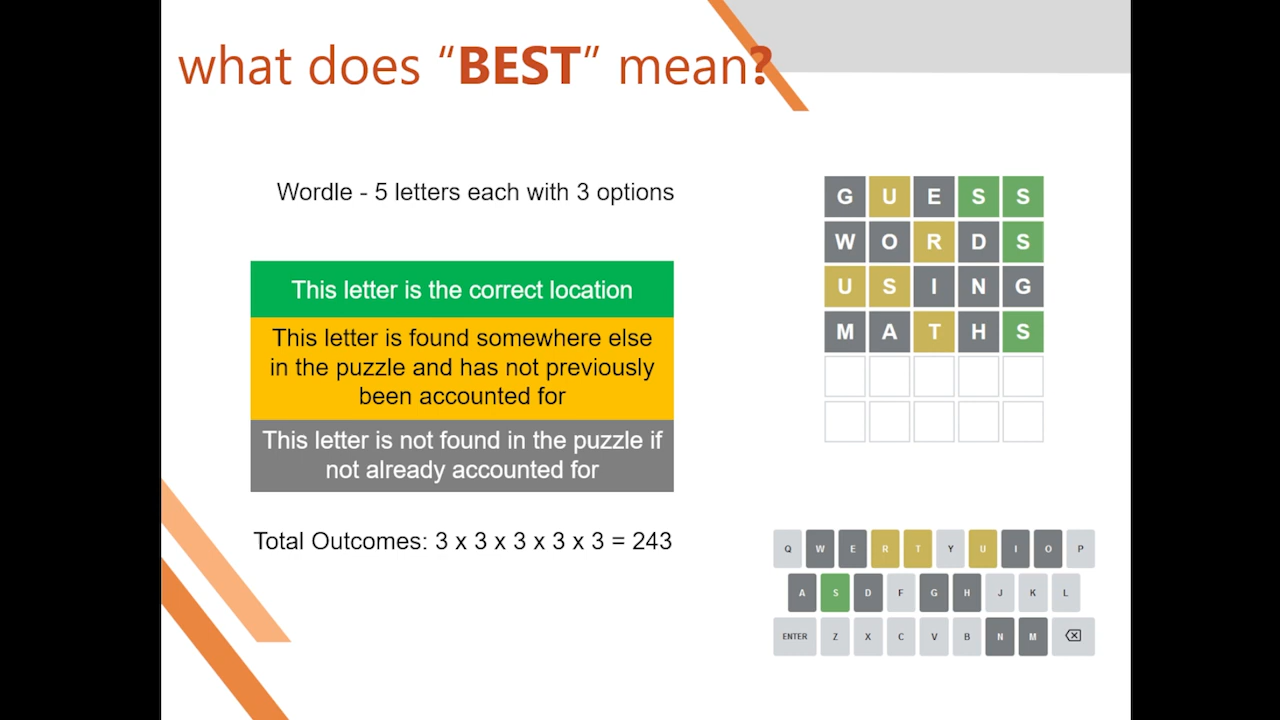 what does “BEST” mean?
Wordle - 5 letters each with 3 options
This letter is the correct location
This letter is found somewhere else
in the puzzle and has not previously
been accounted for
This letter is not found in the puzzle if
not already accounted for
Total Outcomes: 3 x 3 x 3 x 3 x 3 = 243
G U E S S
W O R D S
U S I N G
M A T H S
Q W E R T Y U I O P
A S D F G H J K L
ENTER Z X C V B N M